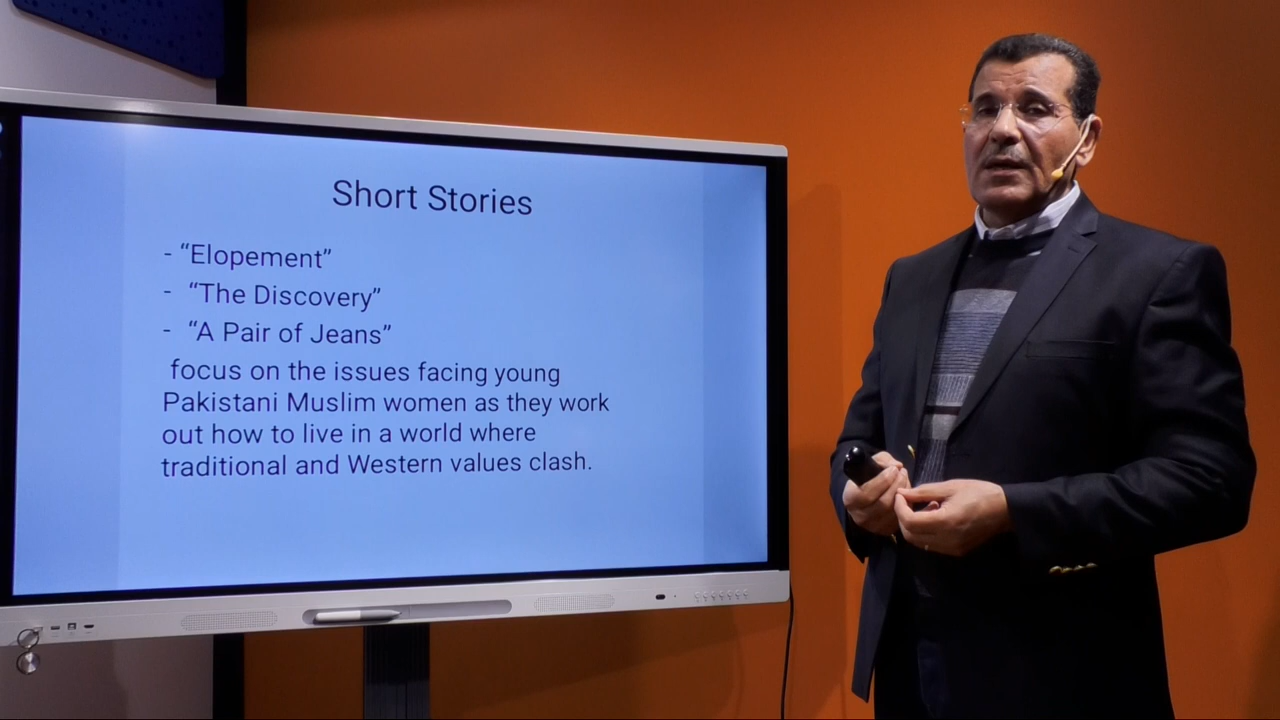 Short Stories
- “Elopement”
- “The Discovery”
- “A Pair of Jeans”
focus on the issues facing young
Pakistani Muslim women as they work
out how to live in a world where
traditional and Western values clash.